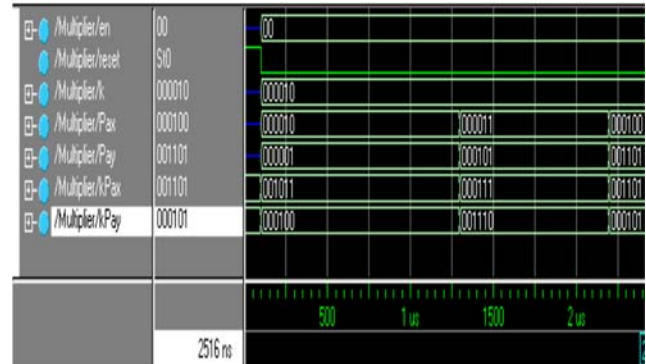 /Multiplier/en 00 00
/Multiplier/reset St0
/Multiplier/k 000010 000010
/Multiplier/Pax 000100 000010 000011 000100
/Multiplier/Pay 001101 000001 000101 001101
/Multiplier/kPax 001101 001011 000111 001101
/Multiplier/kPay 000101 000100 001110 000101
500 1 us 1500 2 us
2516 ns